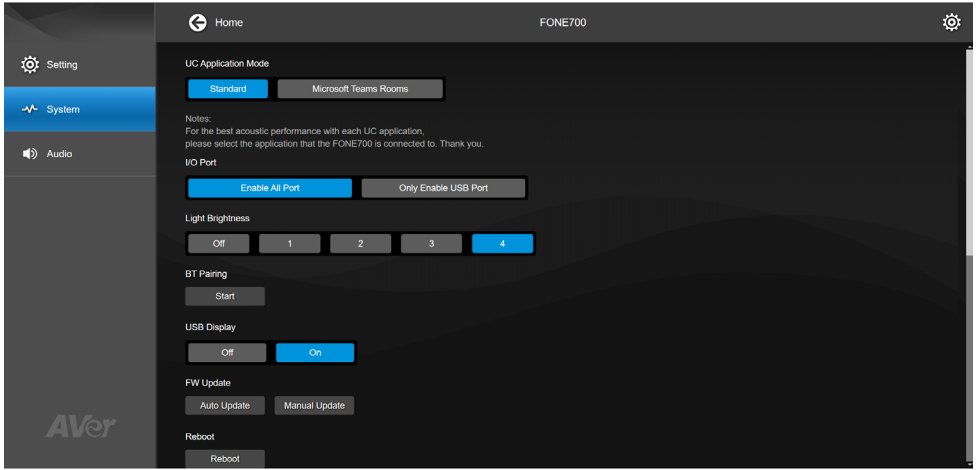 Home
FONE700
Setting
System
Audio
UC Application Mode
Standard Microsoft Teams Rooms
Notes:
For the best acoustic performance with each UC application,
please select the application that the FONE700 is connected to. Thank you.
I/O Port
Enable All Port Only Enable USB Port
Light Brightness
Off 1 2 3 4
BT Pairing
Start
USB Display
Off On
FW Update
Auto Update Manual Update
Reboot
Reboot
AVer